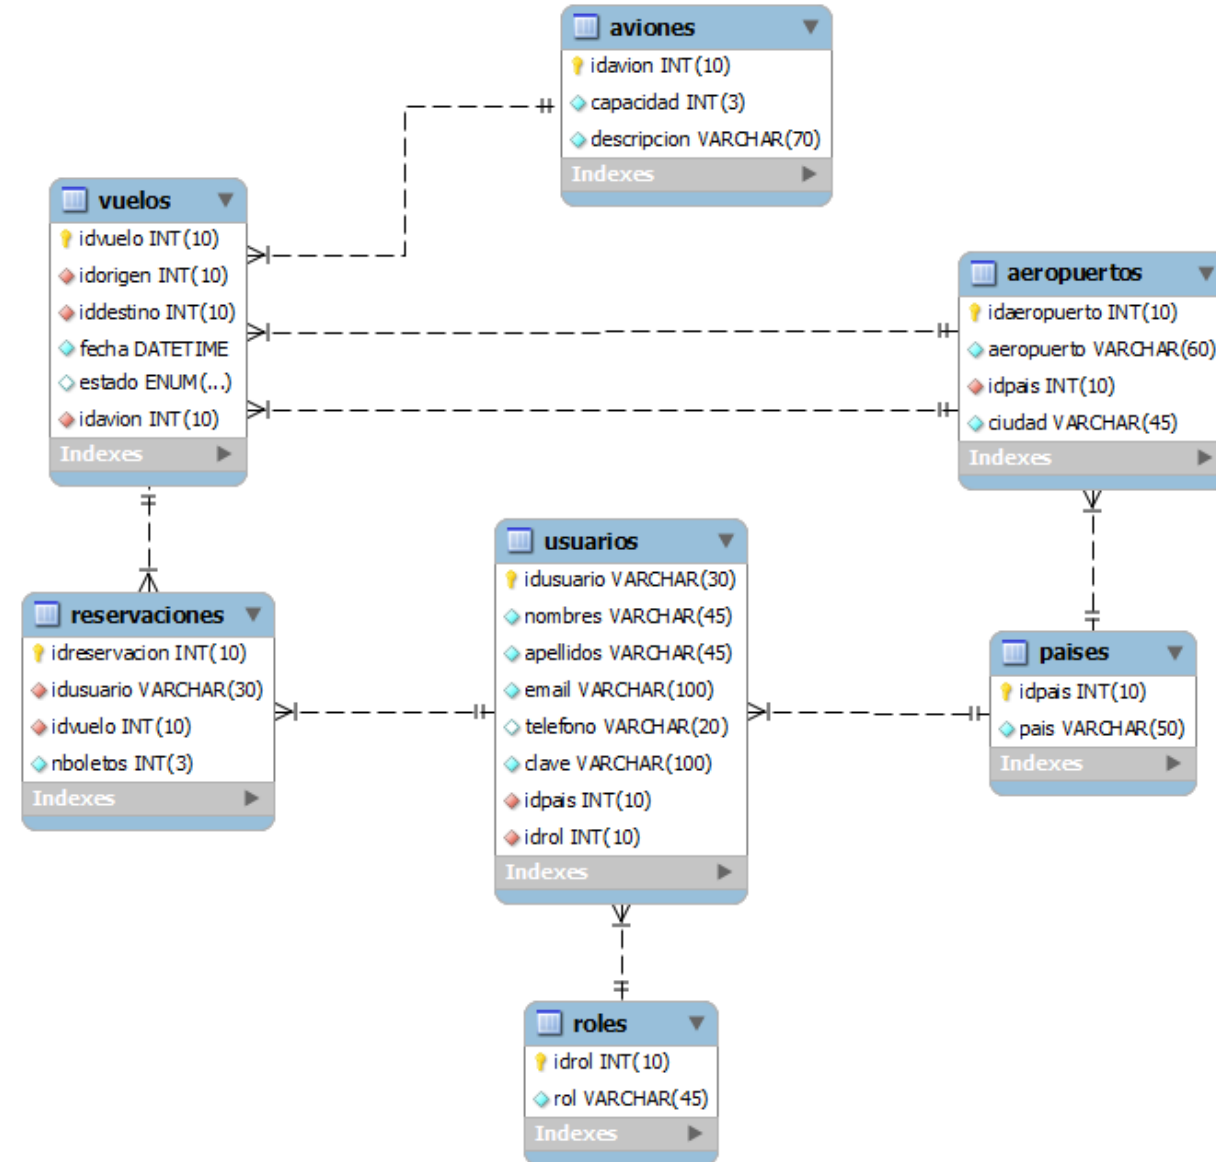 aviones
idavion INT(10)
capacidad INT(3)
descripcion VARCHAR(70)
Indexes
vuelos
idvuelo INT(10)
idorigen INT(10)
iddestino INT(10)
fecha DATETIME
estado ENUM(...)
idavion INT(10)
Indexes
aeropuertos
idaeropuerto INT(10)
aeropuerto VARCHAR(60)
idpais INT(10)
ciudad VARCHAR(45)
Indexes
usuarios
idusuario VARCHAR(30)
nombres VARCHAR(45)
apellidos VARCHAR(45)
email VARCHAR(100)
telefono VARCHAR(20)
clave VARCHAR(100)
idpais INT(10)
idrol INT(10)
Indexes
reservaciones
idreservacion INT(10)
idusuario VARCHAR(30)
idvuelo INT(10)
nboletos INT(3)
Indexes
paises
idpais INT(10)
pais VARCHAR(50)
Indexes
roles
idrol INT(10)
rol VARCHAR(45)
Indexes